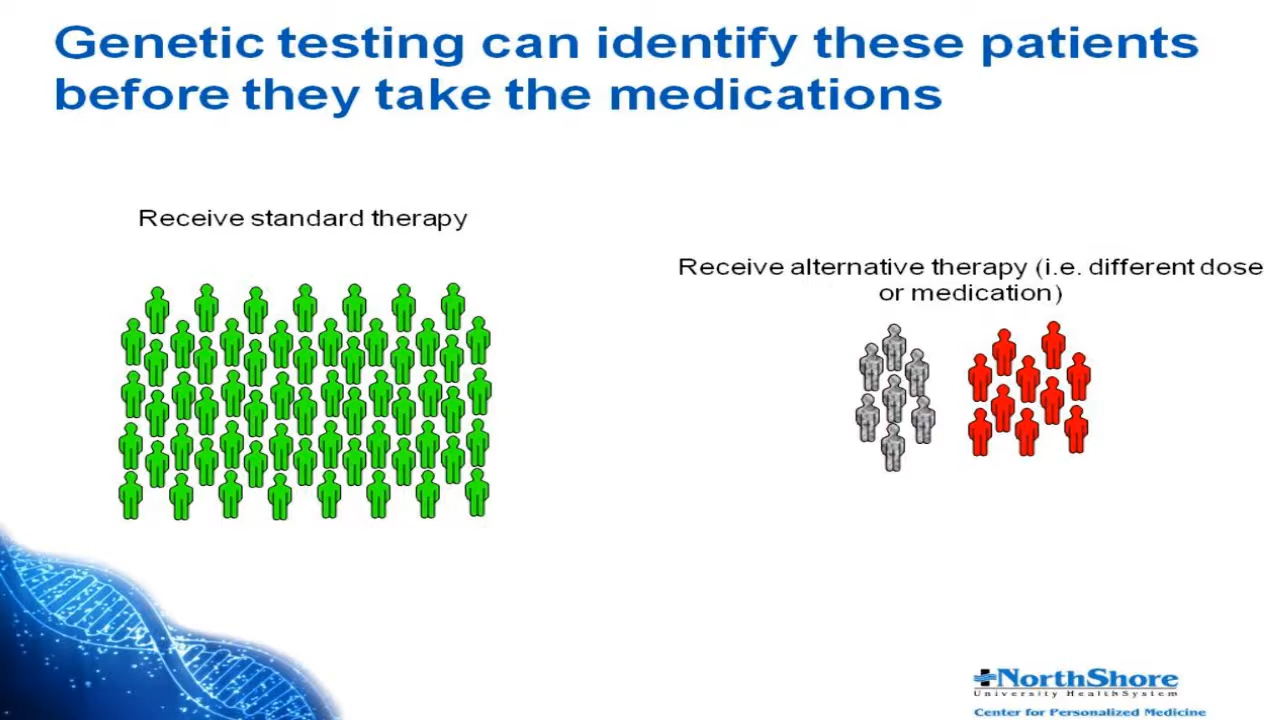 Genetic testing can identify these patients
before they take the medications
Receive standard therapy
Receive alternative therapy (i.e. different dose
or medication)
NorthShore
University HealthSystem
Center for Personalized Medicine